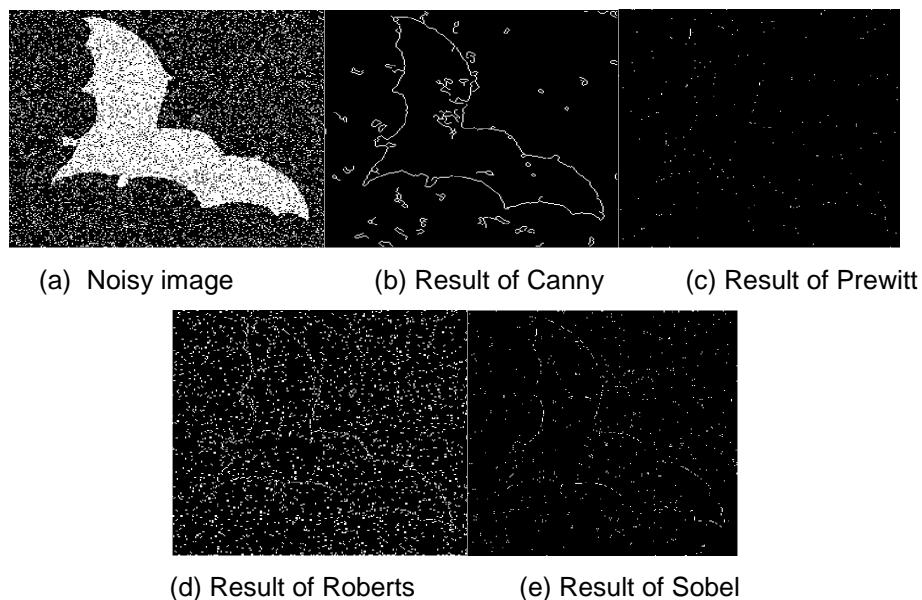 (a) Noisy image (b) Result of Canny (c) Result of Prewitt
(d) Result of Roberts (e) Result of Sobel